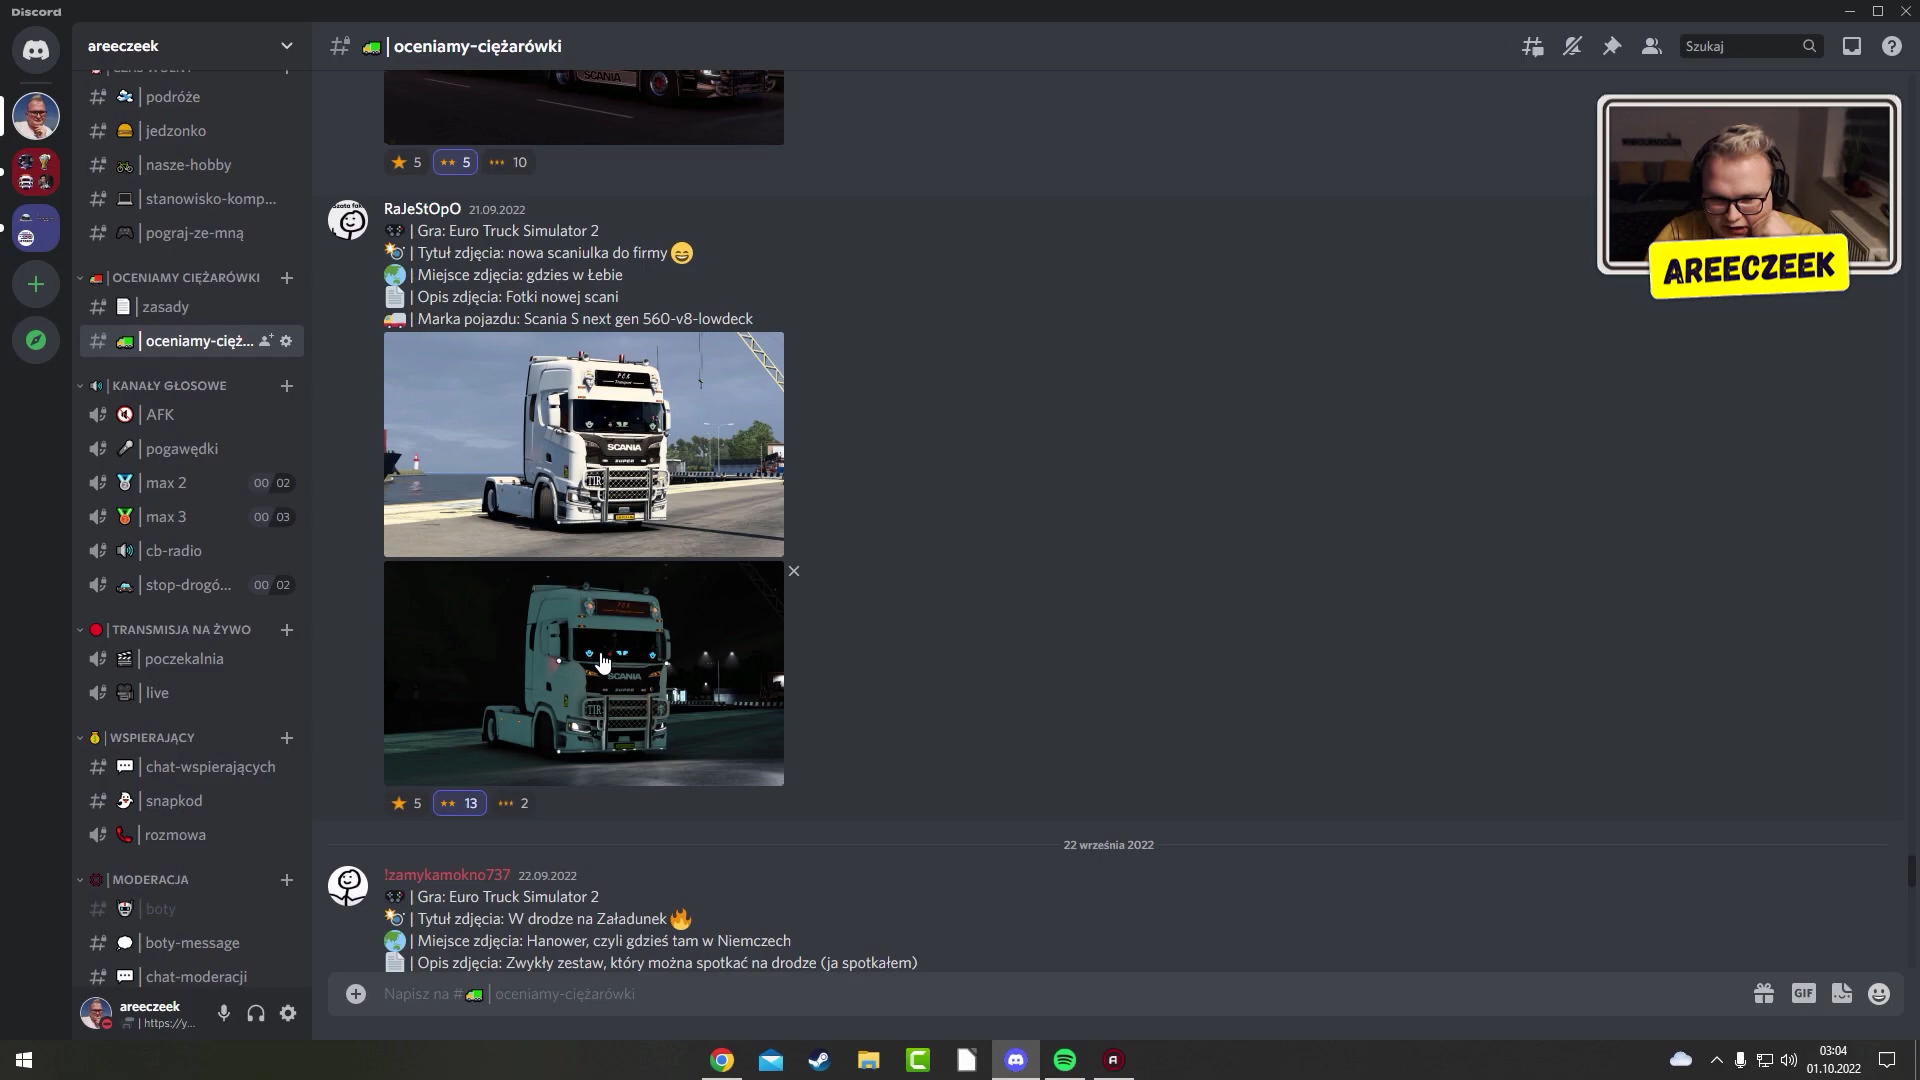 Discord
areeczeek
| oceniamy-ciężarówki
Szukaj
| podróże
| jedzonko
| nasze-hobby
| stanowisko-komp...
| pograj-ze-mną
| OCENIAMY CIĘŻARÓWKI
| zasady
| oceniamy-cięż...
| KANAŁY GŁOSOWE
| AFK
| pogawędki
| max 2 00 02
| max 3 00 03
| cb-radio
| stop-drogó... 00 02
| TRANSMISJA NA ŻYWO
| poczekalnia
| live
| WSPIERAJĄCY
| chat-wspierających
| snapkod
| rozmowa
| MODERACJA
| boty
| boty-message
| chat-moderacji
areeczeek
| https://y...
SCANIA
5 5 10
RaJeStOpO 21.09.2022
| Gra: Euro Truck Simulator 2
| Tytuł zdjęcia: nowa scaniulka do firmy
| Miejsce zdjęcia: gdzies w Łebie
| Opis zdjęcia: Fotki nowej scani
| Marka pojazdu: Scania S next gen 560-v8-lowdeck
SCANIA
SUPER
TIR
SCANIA
SUPER
TIR
5 13 2
22 września 2022
!zamykamokno737 22.09.2022
| Gra: Euro Truck Simulator 2
| Tytuł zdjęcia: W drodze na Załadunek
| Miejsce zdjęcia: Hanower, czyli gdzieś tam w Niemczech
| Opis zdjęcia: Zwykły zestaw, który można spotkać na drodze (ja spotkałem)
Napisz na # | oceniamy-ciężarówki
GIF
AREECZEEK
03:04
01.10.2022